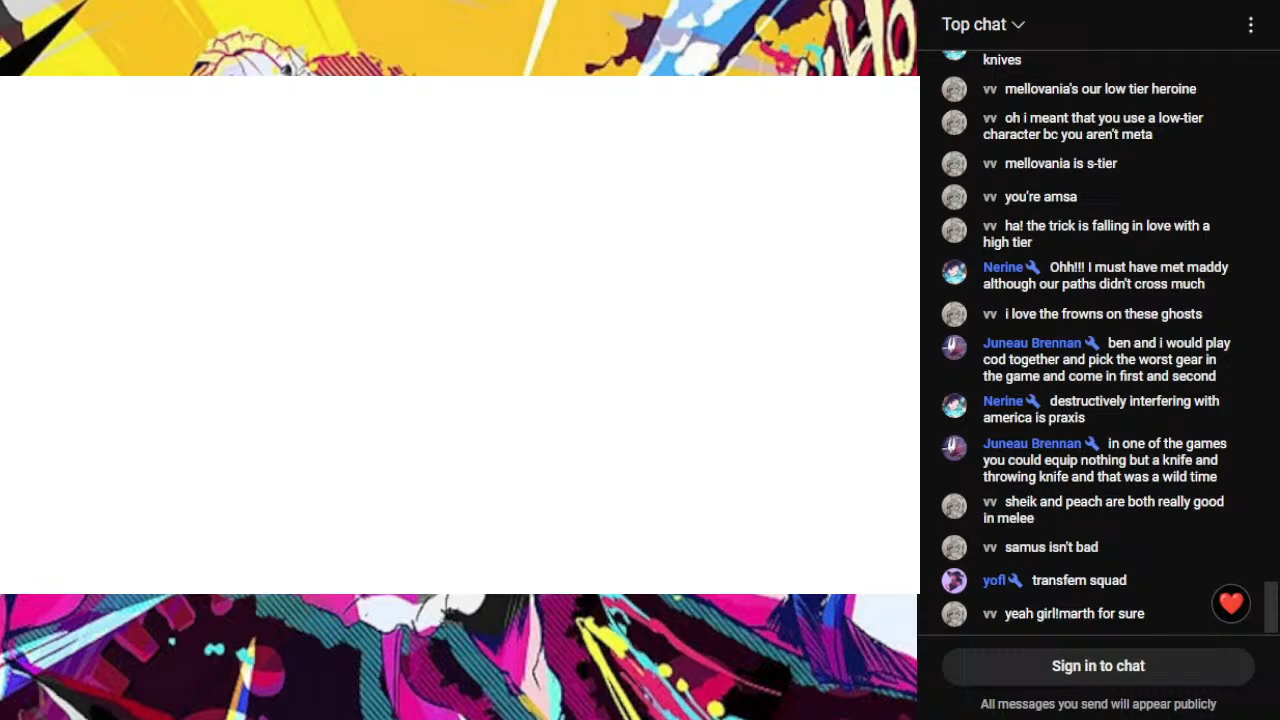 Top chat
knives
vv mellovania's our low tier heroine
vv oh i meant that you use a low-tier
character bc you aren't meta
vv mellovania is s-tier
vv you're amsa
vv ha! the trick is falling in love with a
high tier
Nerine Ohh!!! I must have met maddy
although our paths didn't cross much
vv i love the frowns on these ghosts
Juneau Brennan ben and i would play
cod together and pick the worst gear in
the game and come in first and second
Nerine destructively interfering with
america is praxis
Juneau Brennan in one of the games
you could equip nothing but a knife and
throwing knife and that was a wild time
vv sheik and peach are both really good
in melee
vv samus isn't bad
yofi transfem squad
vv yeah girl!marth for sure
Sign in to chat
All messages you send will appear publicly